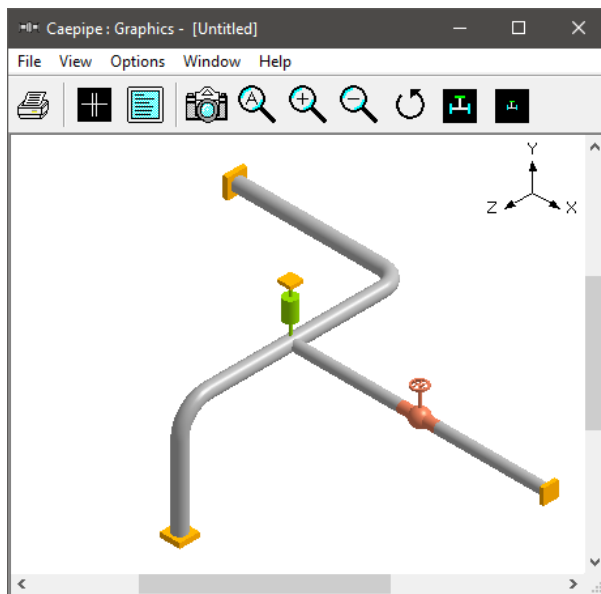 Caepipe : Graphics - [Untitled]
File View Options Window Help
A
Y
Z X